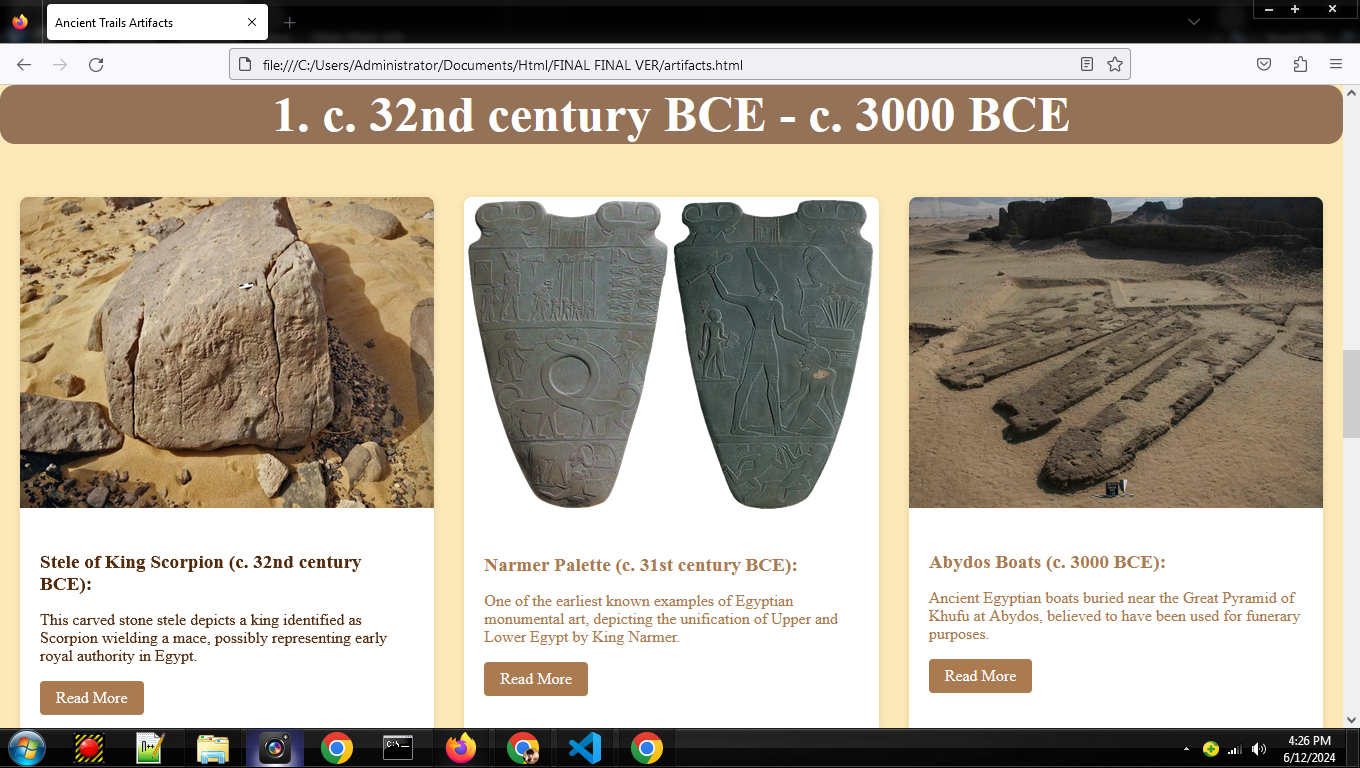 Ancient Trails Artifacts
file:///C:/Users/Administrator/Documents/Html/FINAL FINAL VER/artifacts.html
1. c. 32nd century BCE - c. 3000 BCE
Stele of King Scorpion (c. 32nd century
BCE):
This carved stone stele depicts a king identified as
Scorpion wielding a mace, possibly representing early
royal authority in Egypt.
Read More
Narmer Palette (c. 31st century BCE):
One of the earliest known examples of Egyptian
monumental art, depicting the unification of Upper and
Lower Egypt by King Narmer.
Read More
Abydos Boats (c. 3000 BCE):
Ancient Egyptian boats buried near the Great Pyramid of
Khufu at Abydos, believed to have been used for funerary
purposes.
Read More
4:26 PM
6/12/2024